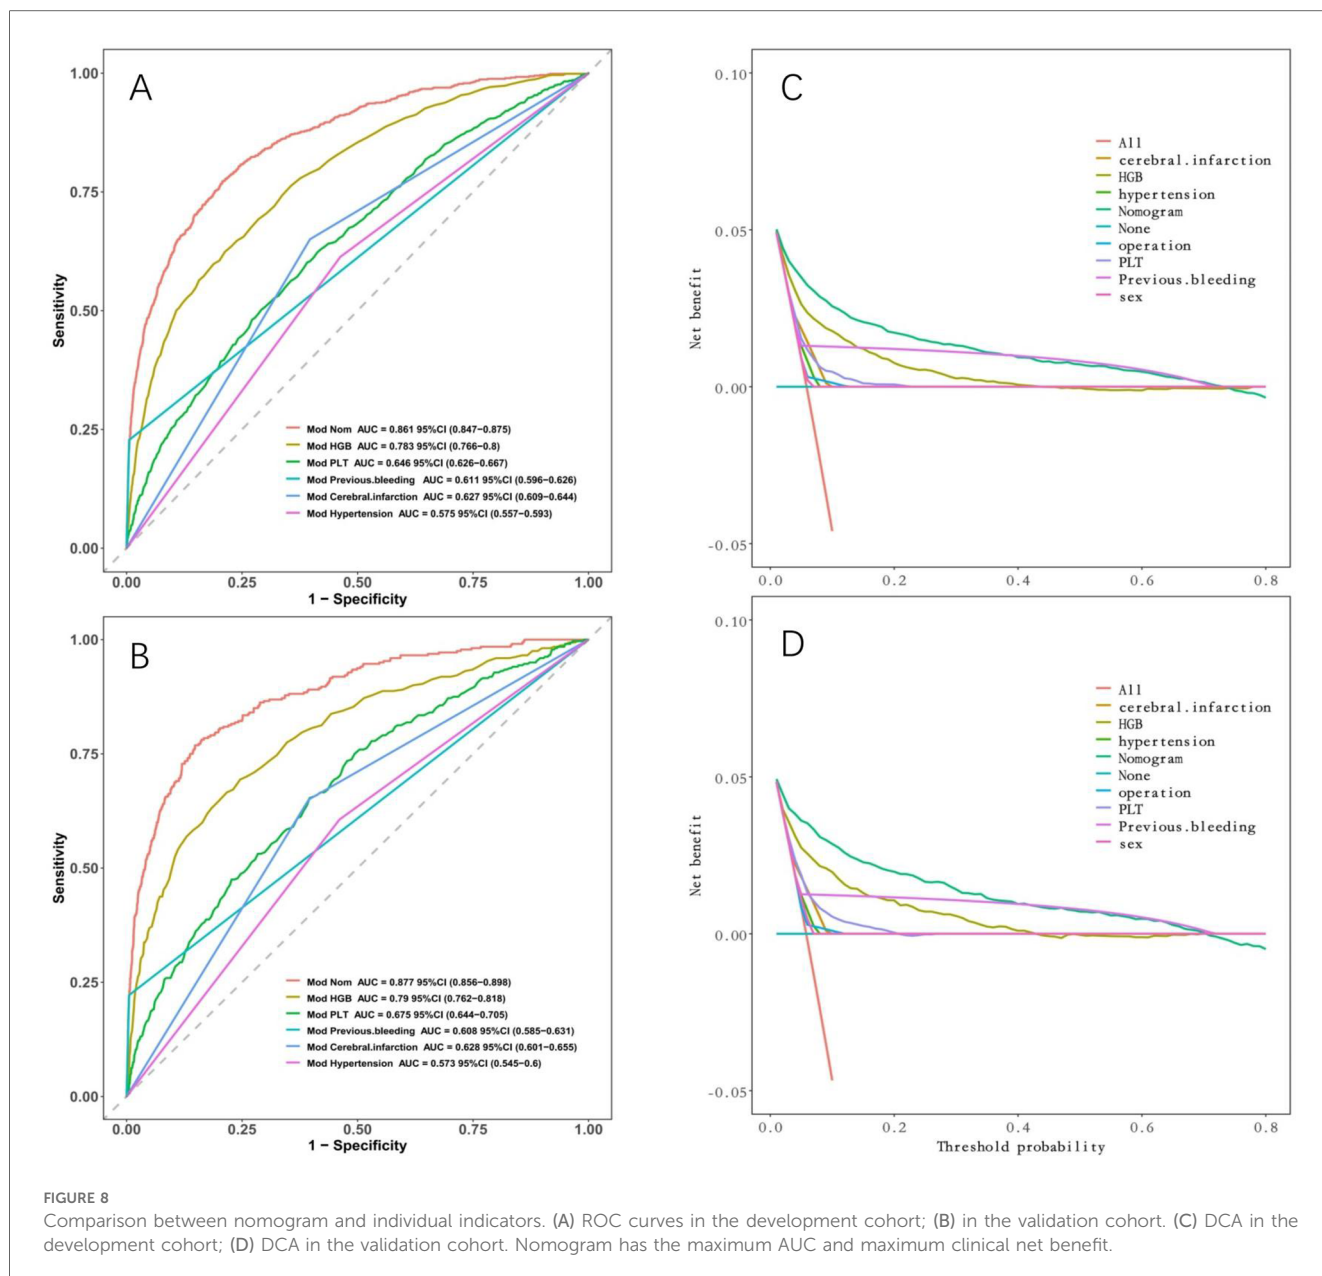 A
1.00
0.75
0.50
0.25
0.00
Sensitivity
Mod Nom AUC = 0.861 95%CI (0.847−0.875)
Mod HGB AUC = 0.783 95%CI (0.766−0.8)
Mod PLT AUC = 0.646 95%CI (0.626−0.667)
Mod Previous.bleeding AUC = 0.611 95%CI (0.596−0.626)
Mod Cerebral.infarction AUC = 0.627 95%CI (0.609−0.644)
Mod Hypertension AUC = 0.575 95%CI (0.557−0.593)
0.00 0.25 0.50 0.75 1.00
1 − Specificity
C
0.10
0.05
0.00
-0.05
Net benefit
All
cerebral.infarction
HGB
hypertension
Nomogram
None
operation
PLT
Previous.bleeding
sex
0.0 0.2 0.4 0.6 0.8
B
1.00
0.75
0.50
0.25
0.00
Sensitivity
Mod Nom AUC = 0.877 95%CI (0.856−0.898)
Mod HGB AUC = 0.79 95%CI (0.762−0.818)
Mod PLT AUC = 0.675 95%CI (0.644−0.705)
Mod Previous.bleeding AUC = 0.608 95%CI (0.585−0.631)
Mod Cerebral.infarction AUC = 0.628 95%CI (0.601−0.655)
Mod Hypertension AUC = 0.573 95%CI (0.545−0.6)
0.00 0.25 0.50 0.75 1.00
1 − Specificity
D
0.10
0.05
0.00
-0.05
Net benefit
All
cerebral.infarction
HGB
hypertension
Nomogram
None
operation
PLT
Previous.bleeding
sex
0.0 0.2 0.4 0.6 0.8
Threshold probability
FIGURE 8
Comparison between nomogram and individual indicators. (A) ROC curves in the development cohort; (B) in the validation cohort. (C) DCA in the
development cohort; (D) DCA in the validation cohort. Nomogram has the maximum AUC and maximum clinical net benefit.